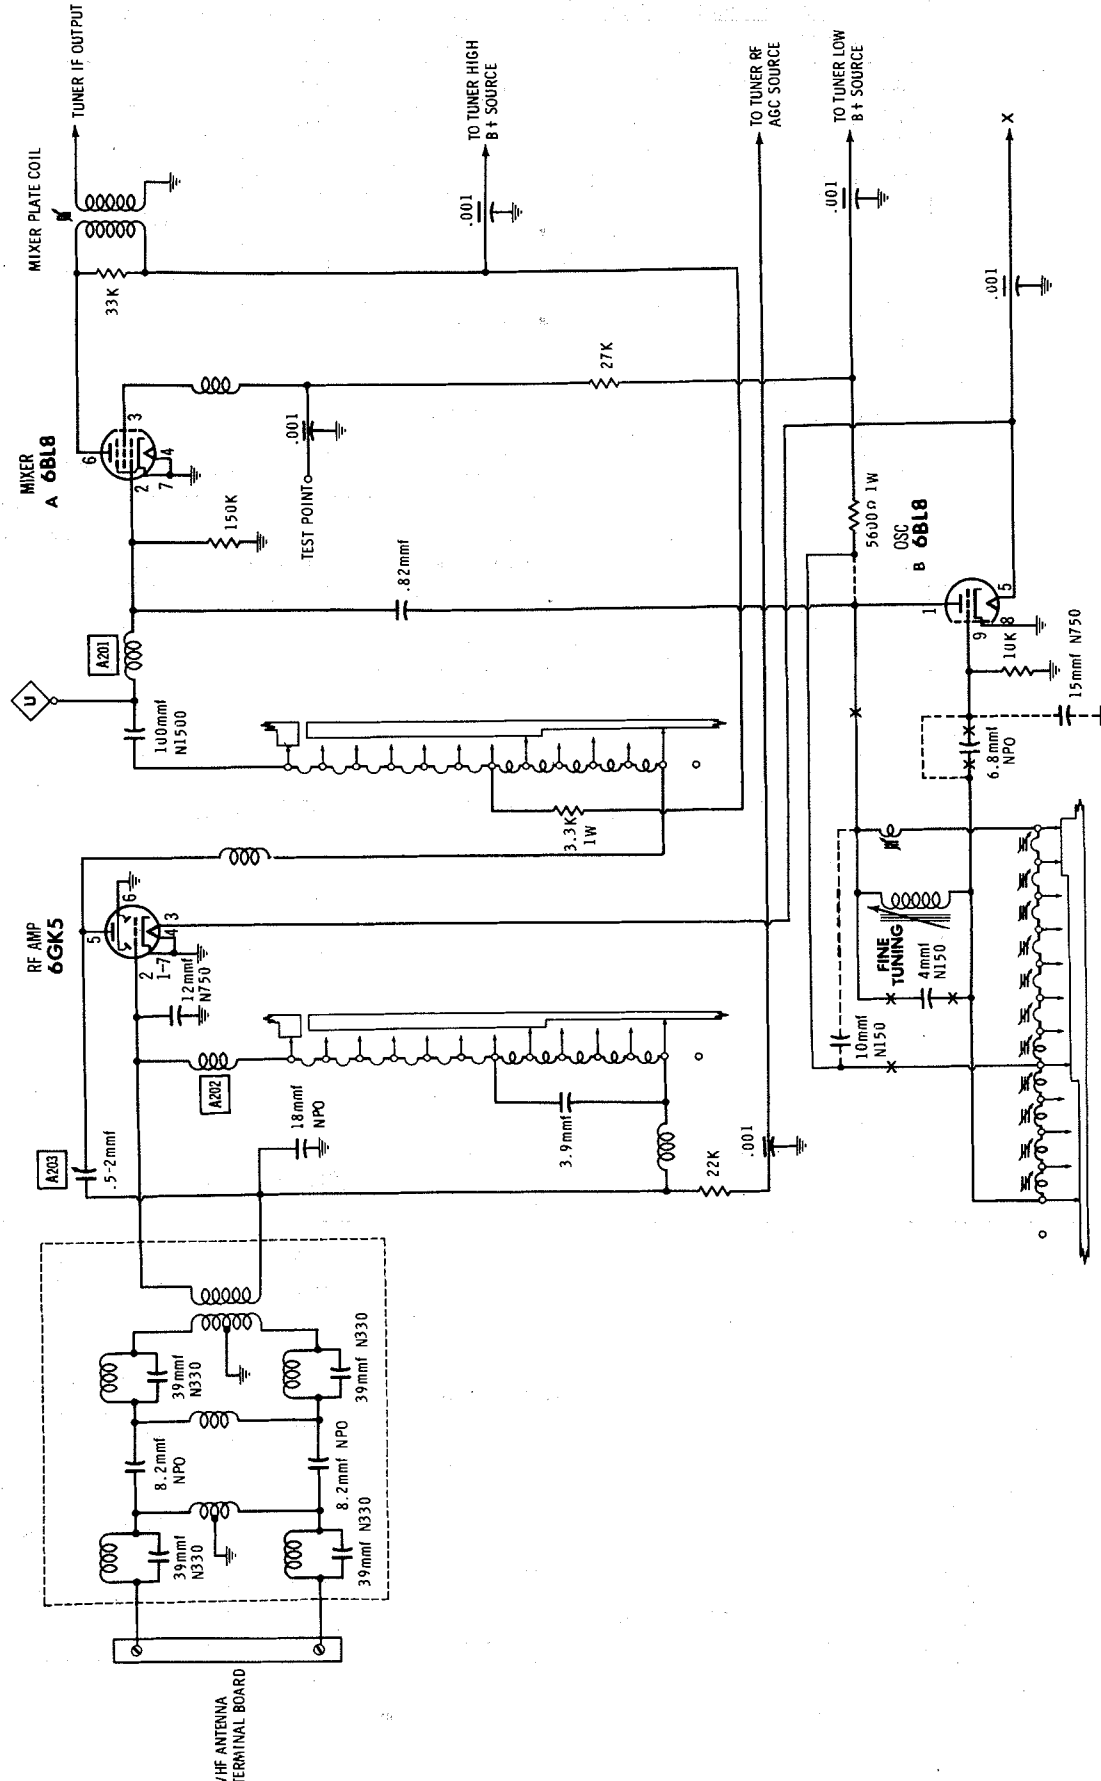 VHF ANTENNA
TERMINAL BOARD
39mmf
N330
39mmf N330
8.2mmf
NPO
8.2mmf NPO
39mmf
N330
39mmf N330
A203
.5-2mmf
A202
18mmf
NPO
3.9mmf
22K
.001
RF AMP
6GK5
5
6
2
1-7
3
4
12mmf
N750
3.3K
1W
U
100mmf
N1500
A201
150K
MIXER
A 6BL8
6
3
2
7
4
TEST POINT
.001
.82mmf
27K
33K
MIXER PLATE COIL
TUNER IF OUTPUT
.001
TO TUNER HIGH
B+ SOURCE
TO TUNER RF
AGC SOURCE
.001
TO TUNER LOW
B+ SOURCE
5600Ω 1W
OSC
B 6BL8
1
9
8
5
10K
15mmf N750
6.8mmf
NPO
.001
X
FINE
TUNING
4mmf
N150
10mmf
N150